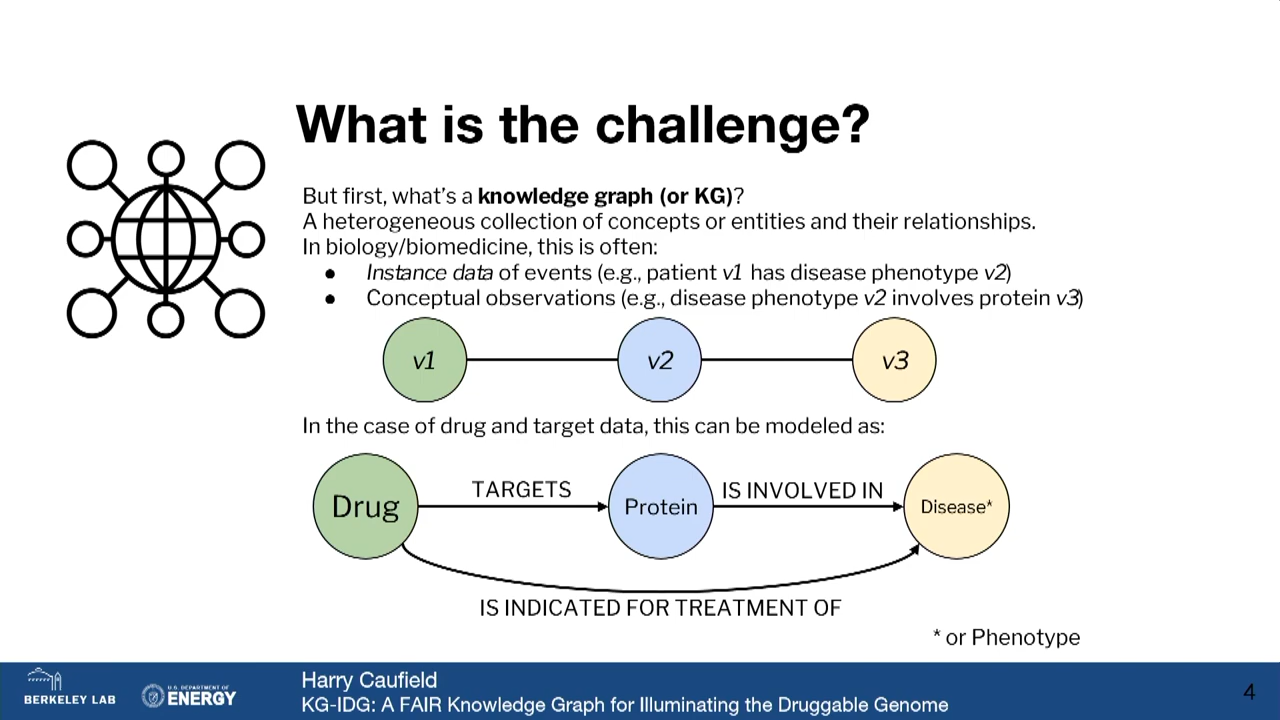 What is the challenge?
But first, what's a knowledge graph (or KG)?
A heterogeneous collection of concepts or entities and their relationships.
In biology/biomedicine, this is often:
● Instance data of events (e.g., patient v1 has disease phenotype v2)
● Conceptual observations (e.g., disease phenotype v2 involves protein v3)
v1
v2
v3
In the case of drug and target data, this can be modeled as:
Drug
TARGETS
Protein
IS INVOLVED IN
Disease*
IS INDICATED FOR TREATMENT OF
* or Phenotype
BERKELEY LAB
U.S. DEPARTMENT OF
ENERGY
Harry Caufield
KG-IDG: A FAIR Knowledge Graph for Illuminating the Druggable Genome
4